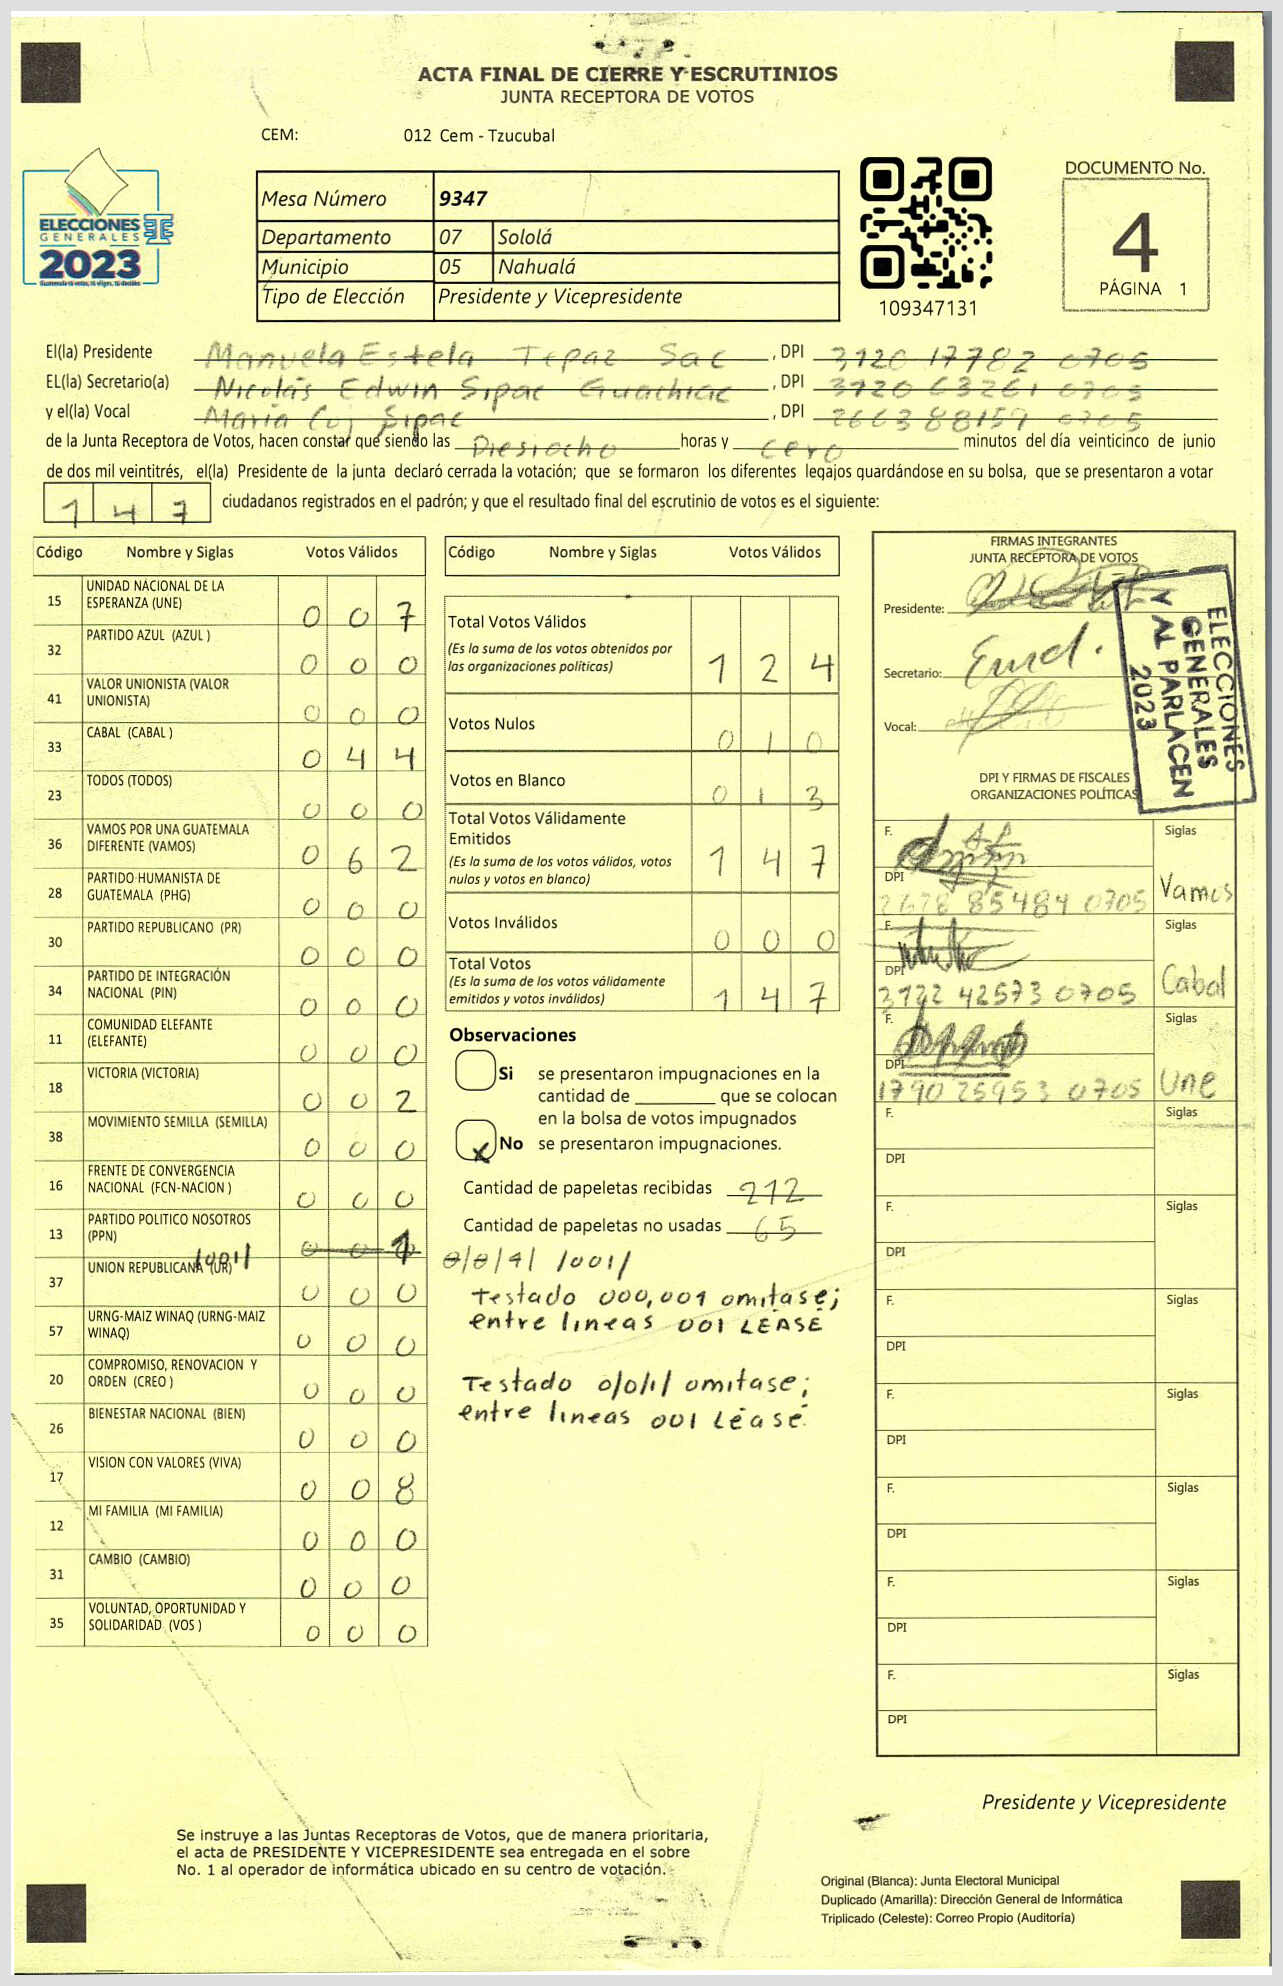 ACTA FINAL DE CIERRE Y ESCRUTINIOS
JUNTA RECEPTORA DE VOTOS
CEM: 012 Cem - Tzucubal
ELECCIONES
GENERALES
2023
Mesa Número 9347
Departamento 07 Sololá
Municipio 05 Nahualá
Tipo de Elección Presidente y Vicepresidente
109347131
DOCUMENTO No.
4
PÁGINA 1
El(la) Presidente Manuela Estela Tepaz Sac , DPI 3120 17782 0705
EL(la) Secretario(a) Nicolás Edwin Sipac Guachiac , DPI 3120 63261 0705
y el(la) Vocal María Coj Sipac , DPI 2663 88159 0705
de la Junta Receptora de Votos, hacen constar que siendo las Diesiocho horas y cero minutos del día veinticinco de junio
de dos mil veintitrés, el(la) Presidente de la junta declaró cerrada la votación; que se formaron los diferentes legajos guardándose en su bolsa, que se presentaron a votar
1 4 7 ciudadanos registrados en el padrón; y que el resultado final del escrutinio de votos es el siguiente:
Código Nombre y Siglas Votos Válidos
15 UNIDAD NACIONAL DE LA ESPERANZA (UNE) 0 0 7
32 PARTIDO AZUL (AZUL ) 0 0 0
41 VALOR UNIONISTA (VALOR UNIONISTA) 0 0 0
33 CABAL (CABAL ) 0 4 4
23 TODOS (TODOS) 0 0 0
36 VAMOS POR UNA GUATEMALA DIFERENTE (VAMOS) 0 6 2
28 PARTIDO HUMANISTA DE GUATEMALA (PHG) 0 0 0
30 PARTIDO REPUBLICANO (PR) 0 0 0
34 PARTIDO DE INTEGRACIÓN NACIONAL (PIN) 0 0 0
11 COMUNIDAD ELEFANTE (ELEFANTE) 0 0 0
18 VICTORIA (VICTORIA) 0 0 2
38 MOVIMIENTO SEMILLA (SEMILLA) 0 0 0
16 FRENTE DE CONVERGENCIA NACIONAL (FCN-NACION ) 0 0 0
13 PARTIDO POLITICO NOSOTROS (PPN) 0 0 1
/001/
37 UNION REPUBLICANA (UR) 0 0 0
57 URNG-MAIZ WINAQ (URNG-MAIZ WINAQ) 0 0 0
20 COMPROMISO, RENOVACION Y ORDEN (CREO ) 0 0 0
26 BIENESTAR NACIONAL (BIEN) 0 0 0
17 VISION CON VALORES (VIVA) 0 0 8
12 MI FAMILIA (MI FAMILIA) 0 0 0
31 CAMBIO (CAMBIO) 0 0 0
35 VOLUNTAD, OPORTUNIDAD Y SOLIDARIDAD (VOS ) 0 0 0
Código Nombre y Siglas Votos Válidos
Total Votos Válidos
(Es la suma de los votos obtenidos por
las organizaciones políticas) 1 2 4
Votos Nulos 0 1 0
Votos en Blanco 0 1 3
Total Votos Válidamente
Emitidos
(Es la suma de los votos válidos, votos
nulos y votos en blanco) 1 4 7
Votos Inválidos 0 0 0
Total Votos
(Es la suma de los votos válidamente
emitidos y votos inválidos) 1 4 7
Observaciones
Si se presentaron impugnaciones en la
cantidad de ________ que se colocan
en la bolsa de votos impugnados
x No se presentaron impugnaciones.
Cantidad de papeletas recibidas 212
Cantidad de papeletas no usadas 65
/001/
Testado 000,001 omitase;
entre lineas 001 LÉASE
Testado 0/0/1/ omitase;
entre lineas 001 Léase
FIRMAS INTEGRANTES
JUNTA RECEPTORA DE VOTOS
Presidente:
Secretario:
Vocal:
ELECCIONES
GENERALES
Y AL PARLACEN
2023
DPI Y FIRMAS DE FISCALES
ORGANIZACIONES POLÍTICAS
F. Siglas
DPI 2678 85484 0705 Vamos
F. Siglas
DPI 3122 42573 0705 Cabal
F. Siglas
DPI 1790 25953 0705 Une
F. Siglas
DPI
F. Siglas
DPI
F. Siglas
DPI
F. Siglas
DPI
F. Siglas
DPI
F. Siglas
DPI
F. Siglas
DPI
Presidente y Vicepresidente
Se instruye a las Juntas Receptoras de Votos, que de manera prioritaria,
el acta de PRESIDENTE Y VICEPRESIDENTE sea entregada en el sobre
No. 1 al operador de informática ubicado en su centro de votación.
Original (Blanca): Junta Electoral Municipal
Duplicado (Amarilla): Dirección General de Informática
Triplicado (Celeste): Correo Propio (Auditoría)